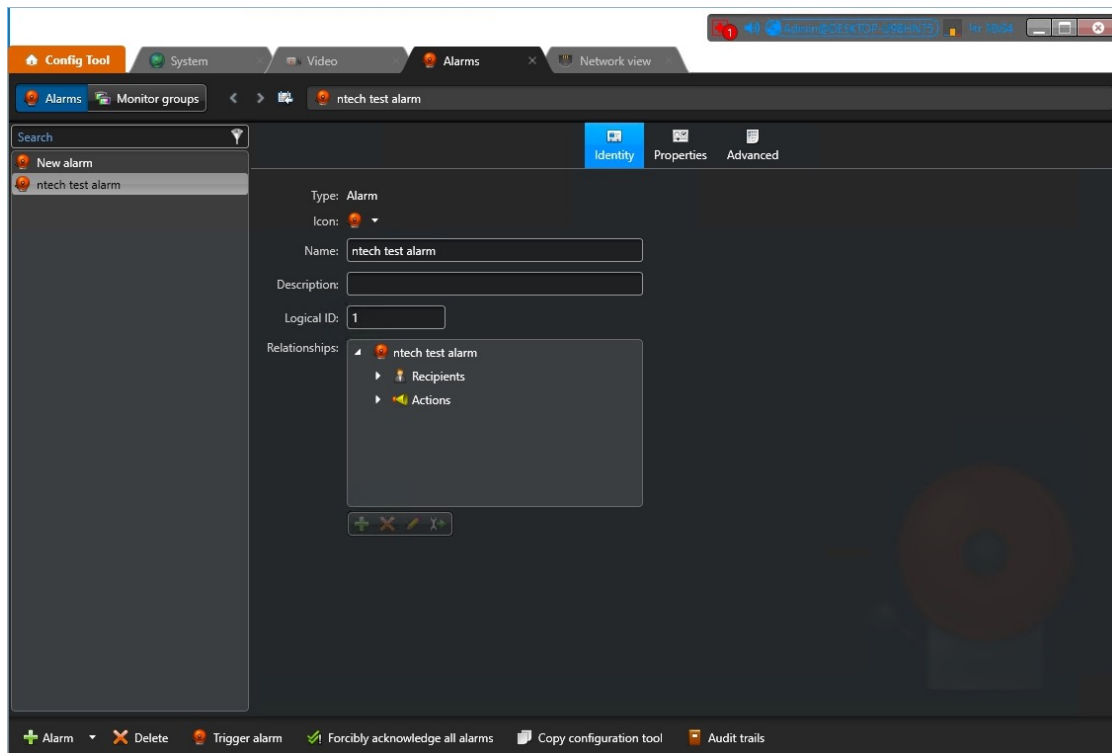 1
Config Tool
System
Video
Alarms
Network view
Alarms
Monitor groups
ntech test alarm
Search
New alarm
ntech test alarm
Identity
Properties
Advanced
Type: Alarm
Icon:
Name: ntech test alarm
Description:
Logical ID: 1
Relationships: ntech test alarm
Recipients
Actions
Alarm
Delete
Trigger alarm
Forcibly acknowledge all alarms
Copy configuration tool
Audit trails